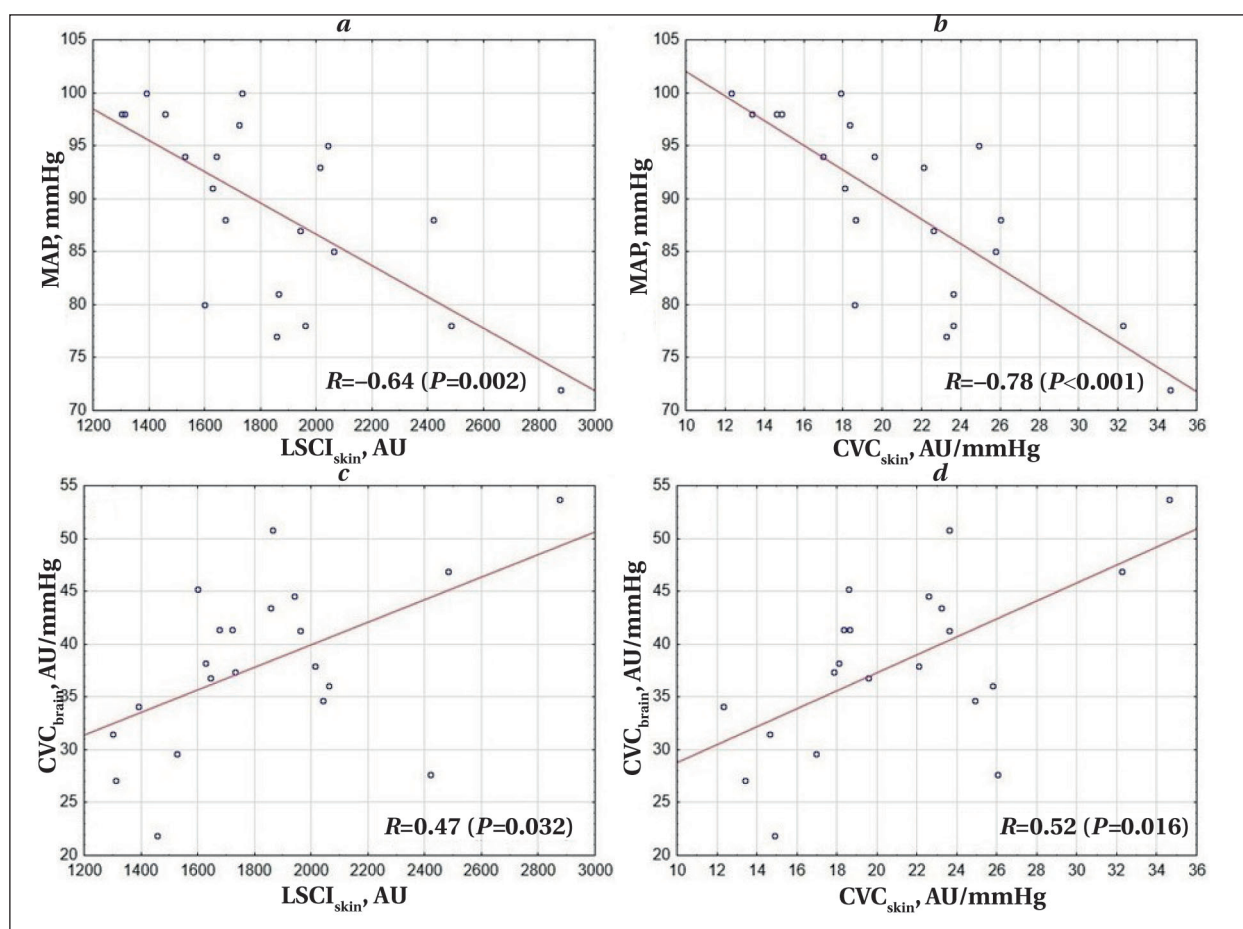 a
105
100
95
90
85
80
75
70
MAP, mmHg
R=–0.64 (P=0.002)
1200 1400 1600 1800 2000 2200 2400 2600 2800 3000
LSCIskin, AU
b
105
100
95
90
85
80
75
70
MAP, mmHg
R=–0.78 (P<0.001)
10 12 14 16 18 20 22 24 26 28 30 32 34 36
CVCskin, AU/mmHg
c
55
50
45
40
35
30
25
20
CVCbrain, AU/mmHg
R=0.47 (P=0.032)
1200 1400 1600 1800 2000 2200 2400 2600 2800 3000
LSCIskin, AU
d
55
50
45
40
35
30
25
20
CVCbrain, AU/mmHg
R=0.52 (P=0.016)
10 12 14 16 18 20 22 24 26 28 30 32 34 36
CVCskin, AU/mmHg